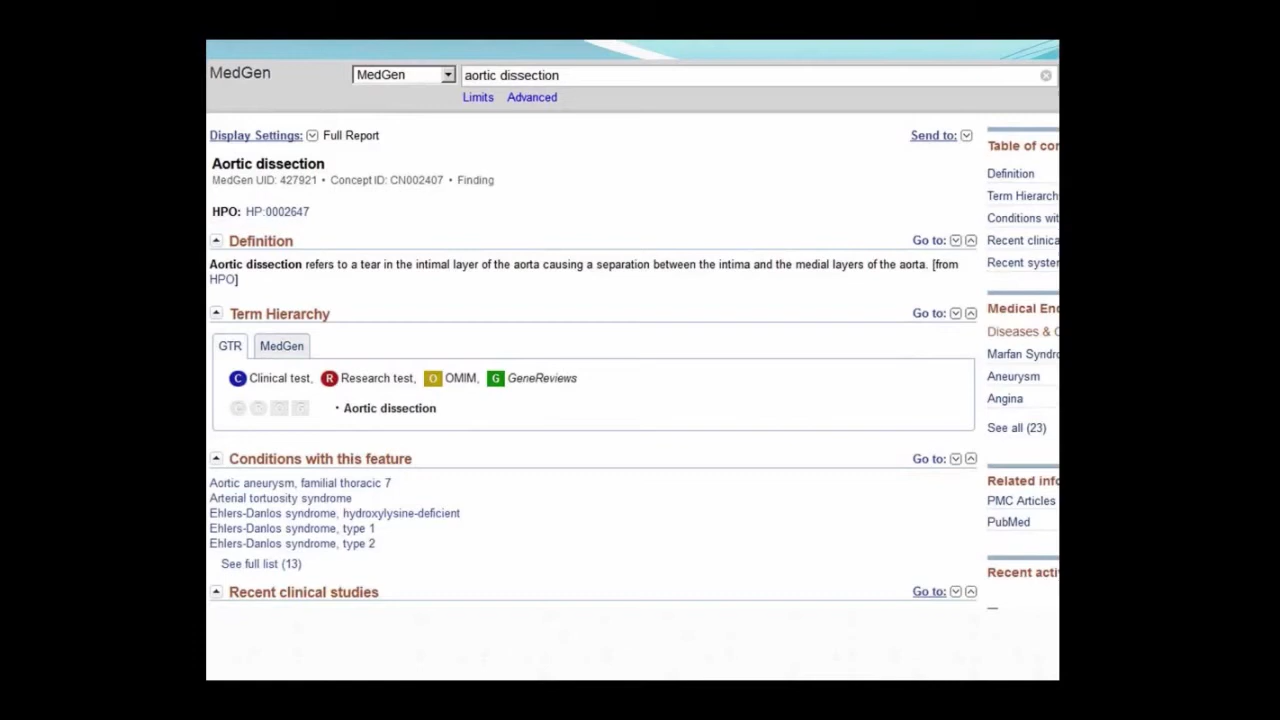 MedGen
MedGen
aortic dissection
Limits Advanced
Display Settings: Full Report
Send to:
Aortic dissection
MedGen UID: 427921 • Concept ID: CN002407 • Finding
HPO: HP:0002647
Definition
Go to:
Aortic dissection refers to a tear in the intimal layer of the aorta causing a separation between the intima and the medial layers of the aorta. [from
HPO]
Term Hierarchy
Go to:
GTR MedGen
C Clinical test, R Research test, O OMIM, G GeneReviews
C R O G • Aortic dissection
Conditions with this feature
Go to:
Aortic aneurysm, familial thoracic 7
Arterial tortuosity syndrome
Ehlers-Danlos syndrome, hydroxylysine-deficient
Ehlers-Danlos syndrome, type 1
Ehlers-Danlos syndrome, type 2
See full list (13)
Recent clinical studies
Go to:
Table of cor
Definition
Term Hierarch
Conditions wit
Recent clinica
Recent syster
Medical End
Diseases & C
Marfan Syndro
Aneurysm
Angina
See all (23)
Related info
PMC Articles
PubMed
Recent acti